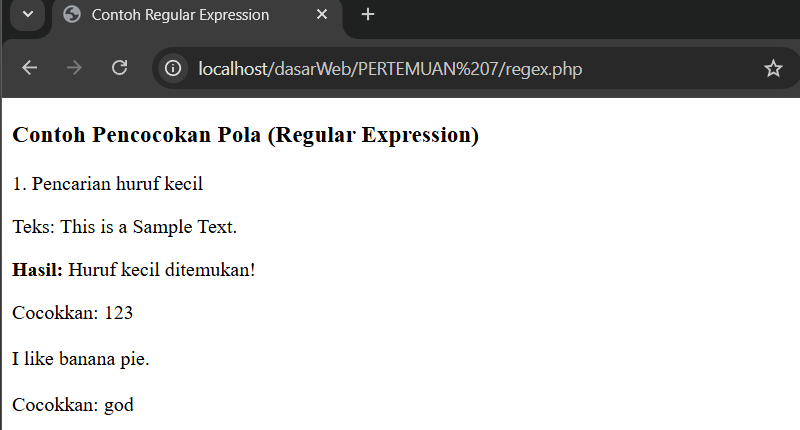 Contoh Regular Expression
localhost/dasarWeb/PERTEMUAN%207/regex.php
Contoh Pencocokan Pola (Regular Expression)
1. Pencarian huruf kecil
Teks: This is a Sample Text.
Hasil: Huruf kecil ditemukan!
Cocokkan: 123
I like banana pie.
Cocokkan: god